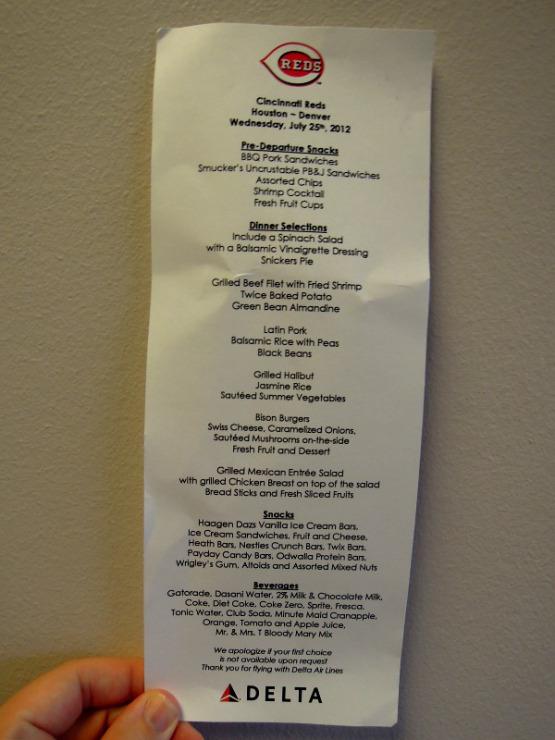 REDS
Cincinnati Reds
Houston ~ Denver
Wednesday, July 25th, 2012
Pre-Departure Snacks
BBQ Pork Sandwiches
Smucker's Uncrustable PB&J Sandwiches
Assorted Chips
Shrimp Cocktail
Fresh Fruit Cups
Dinner Selections
Include a Spinach Salad
with a Balsamic Vinaigrette Dressing
Snickers Pie
Grilled Beef Filet with Fried Shrimp
Twice Baked Potato
Green Bean Almandine
Latin Pork
Balsamic Rice with Peas
Black Beans
Grilled Halibut
Jasmine Rice
Sautéed Summer Vegetables
Bison Burgers
Swiss Cheese, Caramelized Onions,
Sautéed Mushrooms on-the-side
Fresh Fruit and Dessert
Grilled Mexican Entrée Salad
with grilled Chicken Breast on top of the salad
Bread Sticks and Fresh Sliced Fruits
Snacks
Haagen Dazs Vanilla Ice Cream Bars,
Ice Cream Sandwiches, Fruit and Cheese,
Heath Bars, Nestles Crunch Bars, Twix Bars,
Payday Candy Bars, Odwalla Protein Bars,
Wrigley's Gum, Altoids and Assorted Mixed Nuts
Beverages
Gatorade, Dasani Water, 2% Milk & Chocolate Milk,
Coke, Diet Coke, Coke Zero, Sprite, Fresca,
Tonic Water, Club Soda, Minute Maid Cranapple,
Orange, Tomato and Apple Juice,
Mr. & Mrs. T Bloody Mary Mix
We apologize if your first choice
is not available upon request
Thank you for flying with Delta Air Lines
DELTA